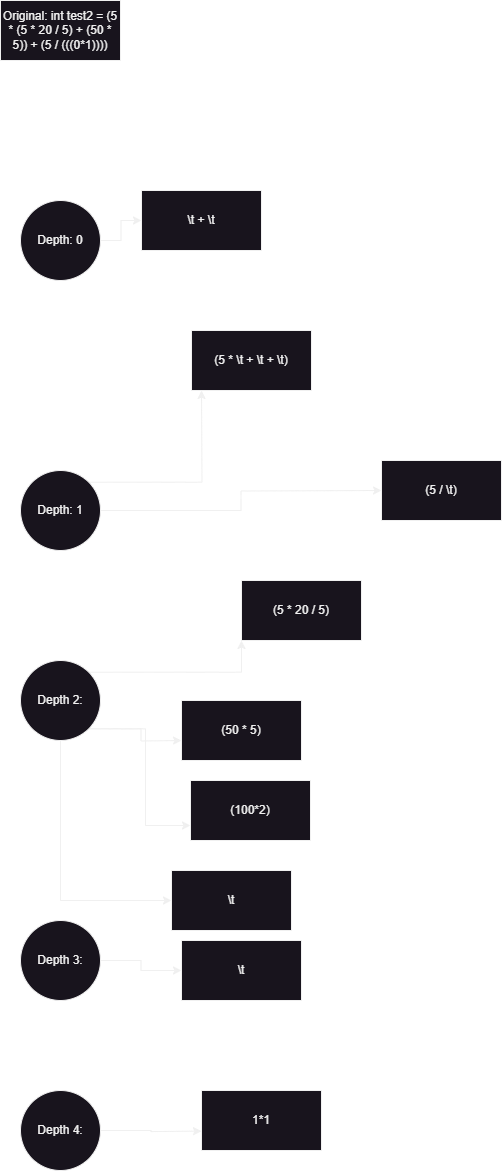 Original: int test2 = (5
* (5 * 20 / 5) + (50 *
5)) + (5 / (((0*1))))
Depth: 0
\t + \t
(5 * \t + \t + \t)
Depth: 1
(5 / \t)
(5 * 20 / 5)
Depth 2:
(50 * 5)
(100*2)
\t
Depth 3:
\t
Depth 4:
1*1